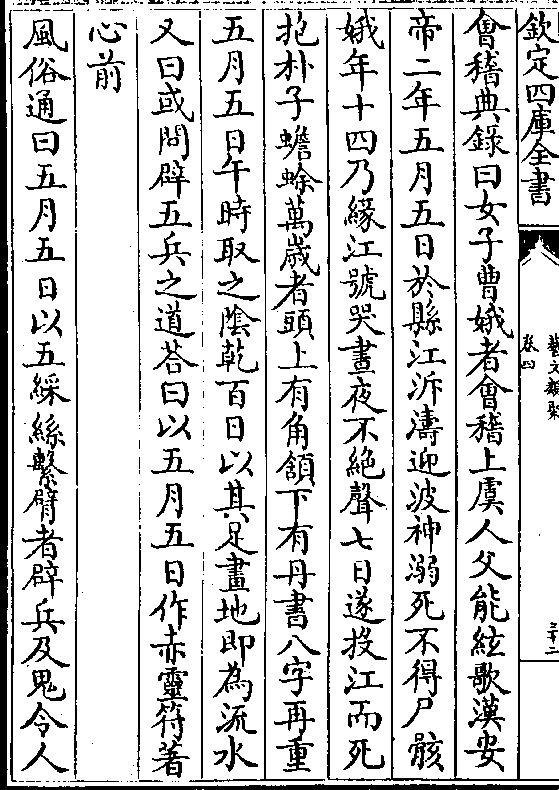 欽定四庫全書
藝文類聚
卷四
三十二
會稽典錄曰女子曹娥者會稽上虞人父能絃歌漢安
帝二年五月五日於縣江泝濤迎波神溺死不得尸骸
娥年十四乃緣江號哭晝夜不絕聲七日遂投江而死
抱朴子蟾蜍萬歲者頭上有角頷下有丹書八字再重
五月五日午時取之陰乾百日以其足畫地即為流水
又曰或問辟五兵之道荅曰以五月五日作赤靈符著
心前
風俗通曰五月五日以五綵絲繫臂者辟兵及鬼令人